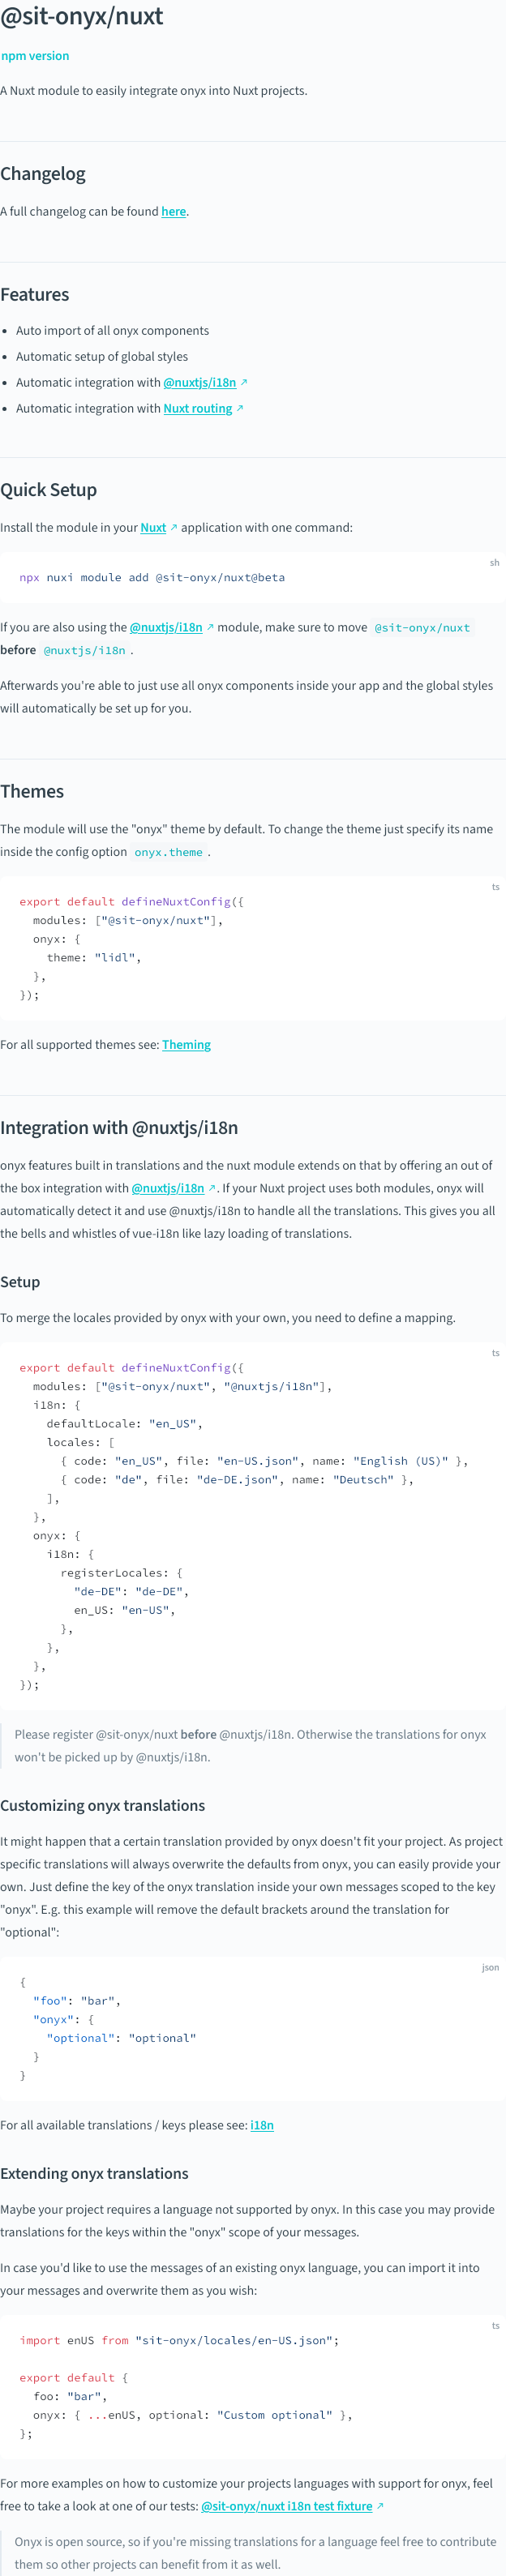 @sit-onyx/nuxt
npm version
A Nuxt module to easily integrate onyx into Nuxt projects.
Changelog
A full changelog can be found here.
Features
• Auto import of all onyx components
• Automatic setup of global styles
• Automatic integration with @nuxtjs/i18n ↗
• Automatic integration with Nuxt routing ↗
Quick Setup
Install the module in your Nuxt ↗ application with one command:
sh
npx nuxi module add @sit-onyx/nuxt@beta
If you are also using the @nuxtjs/i18n ↗ module, make sure to move @sit-onyx/nuxt
before @nuxtjs/i18n .
Afterwards you're able to just use all onyx components inside your app and the global styles
will automatically be set up for you.
Themes
The module will use the "onyx" theme by default. To change the theme just specify its name
inside the config option onyx.theme .
ts
export default defineNuxtConfig({
  modules: ["@sit-onyx/nuxt"],
  onyx: {
    theme: "lidl",
  },
});
For all supported themes see: Theming
Integration with @nuxtjs/i18n
onyx features built in translations and the nuxt module extends on that by offering an out of
the box integration with @nuxtjs/i18n ↗. If your Nuxt project uses both modules, onyx will
automatically detect it and use @nuxtjs/i18n to handle all the translations. This gives you all
the bells and whistles of vue-i18n like lazy loading of translations.
Setup
To merge the locales provided by onyx with your own, you need to define a mapping.
ts
export default defineNuxtConfig({
  modules: ["@sit-onyx/nuxt", "@nuxtjs/i18n"],
  i18n: {
    defaultLocale: "en_US",
    locales: [
      { code: "en_US", file: "en-US.json", name: "English (US)" },
      { code: "de", file: "de-DE.json", name: "Deutsch" },
    ],
  },
  onyx: {
    i18n: {
      registerLocales: {
        "de-DE": "de-DE",
        en_US: "en-US",
      },
    },
  },
});
Please register @sit-onyx/nuxt before @nuxtjs/i18n. Otherwise the translations for onyx
won't be picked up by @nuxtjs/i18n.
Customizing onyx translations
It might happen that a certain translation provided by onyx doesn't fit your project. As project
specific translations will always overwrite the defaults from onyx, you can easily provide your
own. Just define the key of the onyx translation inside your own messages scoped to the key
"onyx". E.g. this example will remove the default brackets around the translation for
"optional":
json
{
  "foo": "bar",
  "onyx": {
    "optional": "optional"
  }
}
For all available translations / keys please see: i18n
Extending onyx translations
Maybe your project requires a language not supported by onyx. In this case you may provide
translations for the keys within the "onyx" scope of your messages.
In case you'd like to use the messages of an existing onyx language, you can import it into
your messages and overwrite them as you wish:
ts
import enUS from "sit-onyx/locales/en-US.json";
export default {
  foo: "bar",
  onyx: { ...enUS, optional: "Custom optional" },
};
For more examples on how to customize your projects languages with support for onyx, feel
free to take a look at one of our tests: @sit-onyx/nuxt i18n test fixture ↗
Onyx is open source, so if you're missing translations for a language feel free to contribute
them so other projects can benefit from it as well.